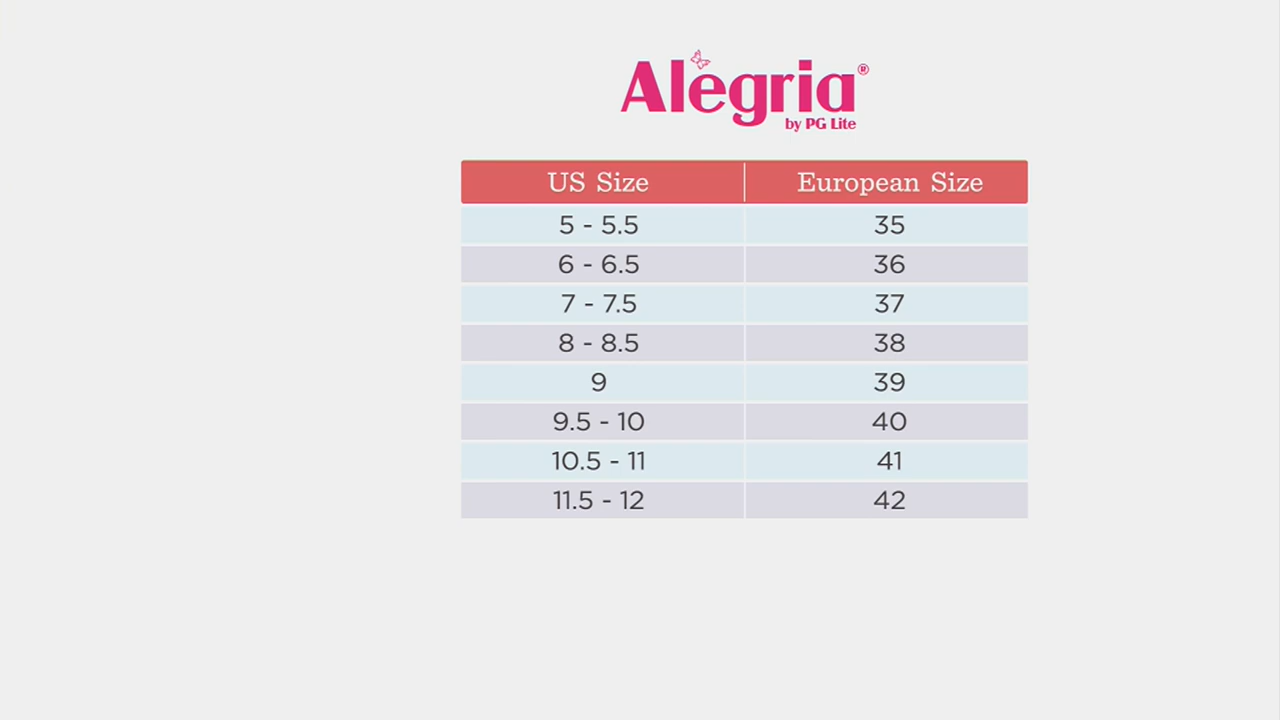 Alegria®
by PG Lite
US Size European Size
5 - 5.5 35
6 - 6.5 36
7 - 7.5 37
8 - 8.5 38
9 39
9.5 - 10 40
10.5 - 11 41
11.5 - 12 42